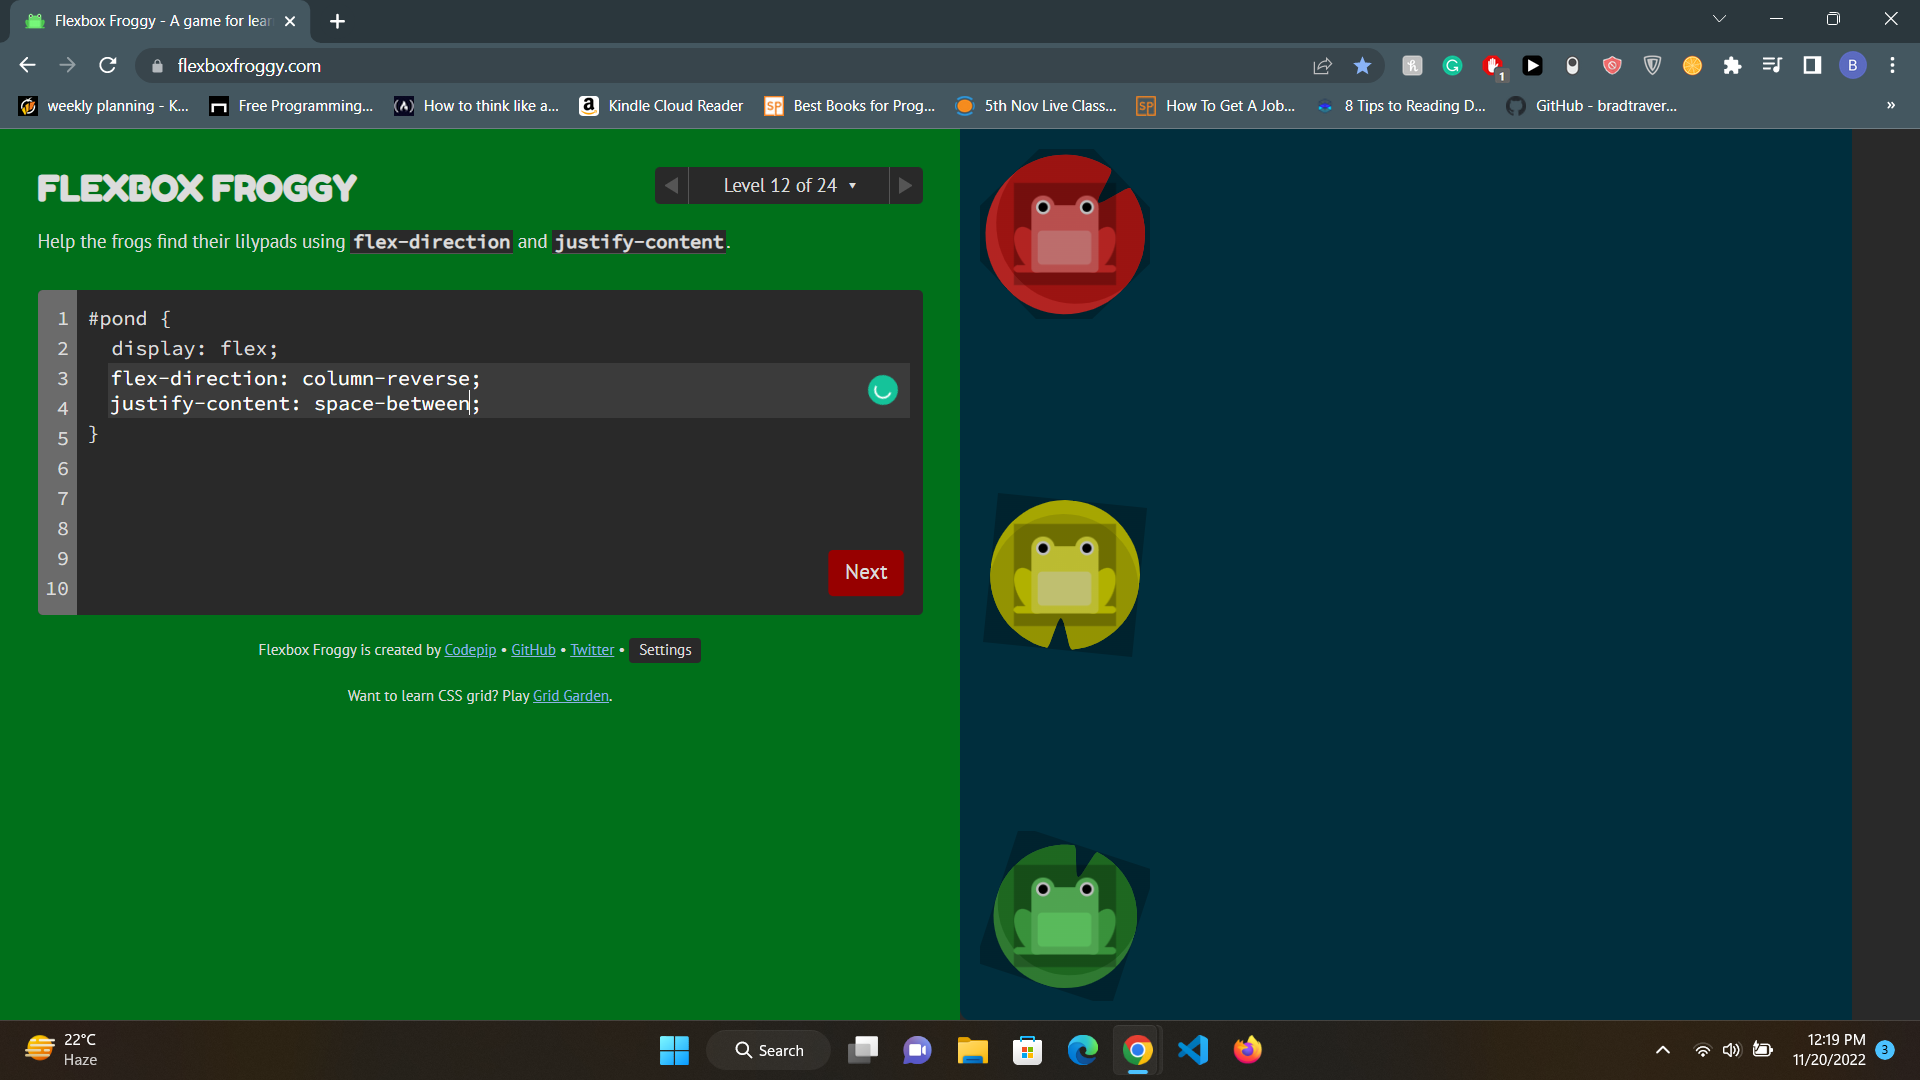 Flexbox Froggy - A game for lear
flexboxfroggy.com
1
B
weekly planning - K...
Free Programming...
How to think like a...
Kindle Cloud Reader
SP
Best Books for Prog...
5th Nov Live Class...
SP
How To Get A Job...
8 Tips to Reading D...
GitHub - bradtraver...
»
FLEXBOX FROGGY
Level 12 of 24
Help the frogs find their lilypads using flex-direction and justify-content.
1 #pond {
2 display: flex;
3 flex-direction: column-reverse;
4 justify-content: space-between;
5 }
6
7
8
9
10
Next
Flexbox Froggy is created by Codepip • GitHub • Twitter • Settings
Want to learn CSS grid? Play Grid Garden.
22°C
Haze
Search
12:19 PM
11/20/2022
3